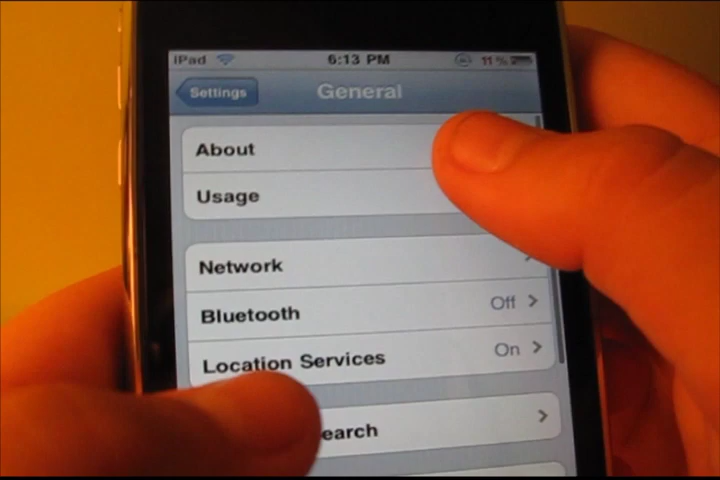 iPad 6:13 PM 11%
Settings General
About
Usage
Network
Bluetooth Off
Location Services On
earch